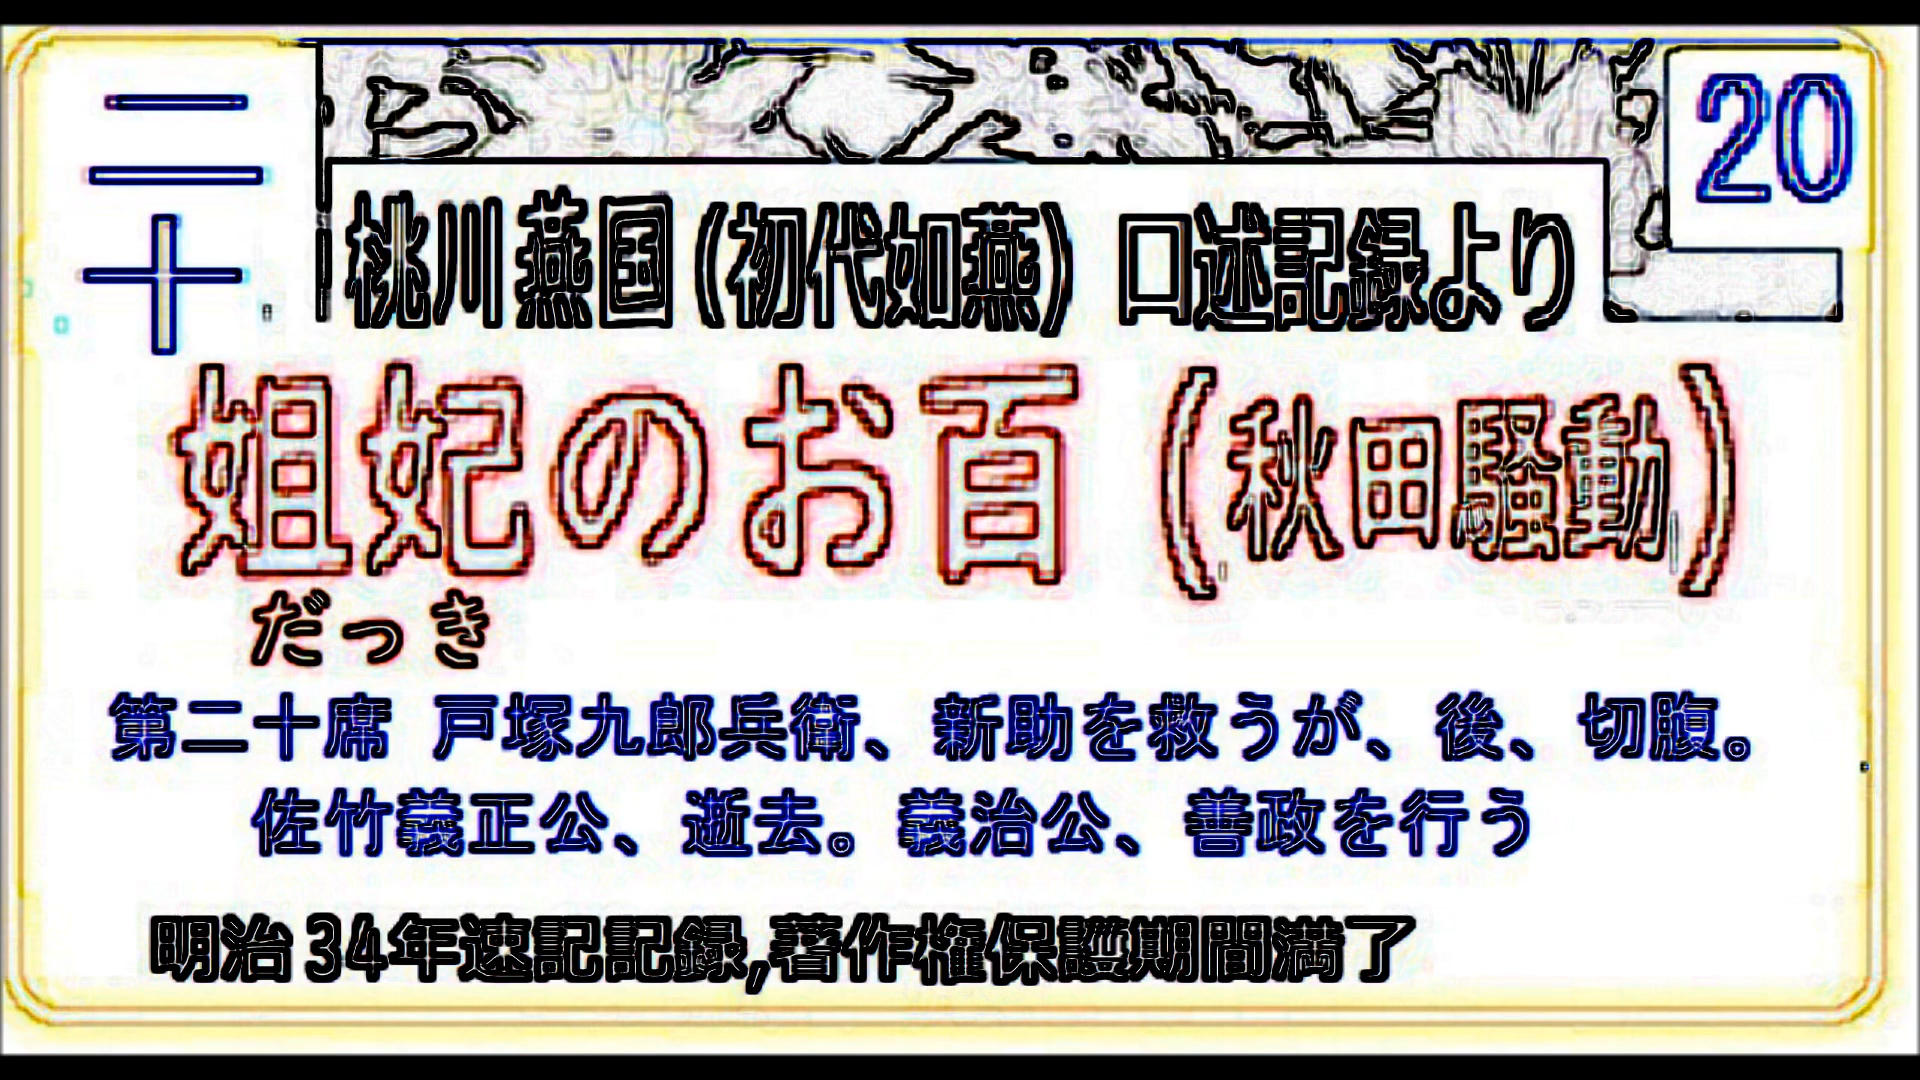 二十
20
桃川燕国(初代如燕) 口述記録より
妲妃のお百(秋田騒動)
だっき
第二十席 戸塚九郎兵衛、新助を救うが、後、切腹。
佐竹義正公、逝去。義治公、善政を行う
明治34年速記記録,著作権保護期間満了